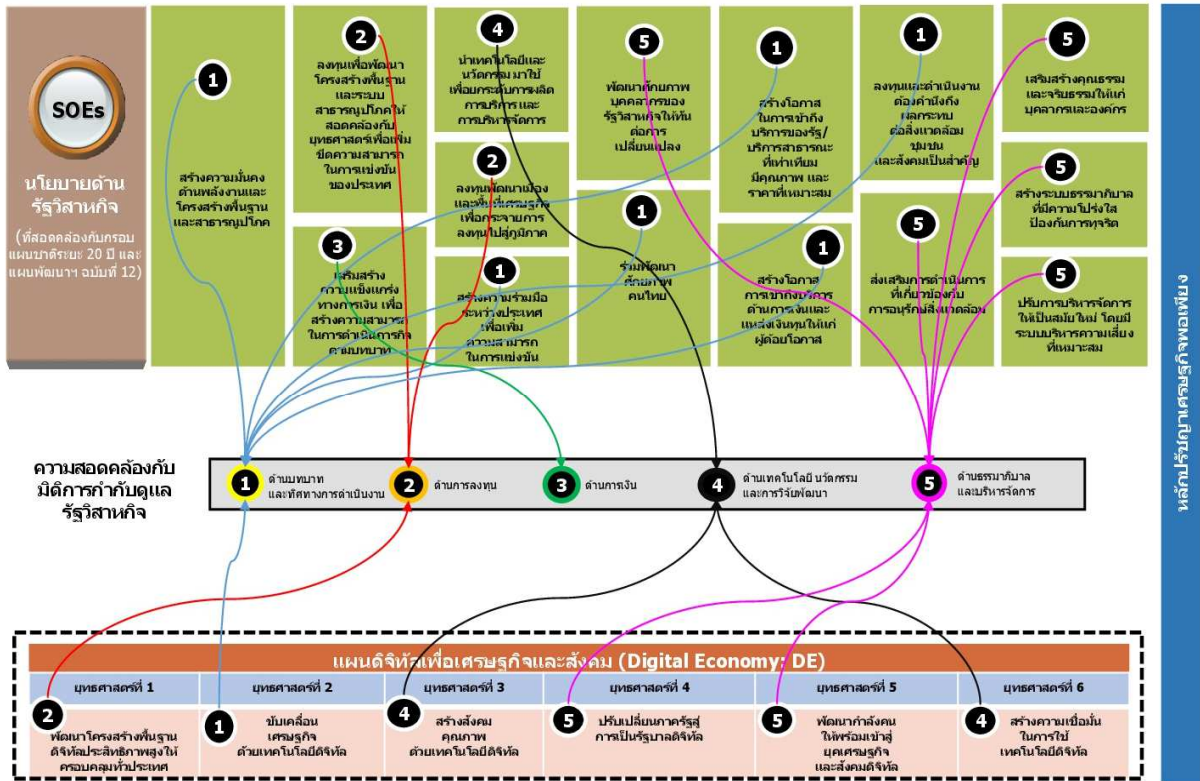 SOEs
นโยบายด้าน
รัฐวิสาหกิจ
(ที่สอดคล้องกับกรอบ
แผนชาติระยะ 20 ปี และ
แผนพัฒนาฯ ฉบับที่ 12)
1
สร้างความมั่นคง
ด้านพลังงานและ
โครงสร้างพื้นฐาน
และสาธารณูปโภค
2
ลงทุนเพื่อพัฒนา
โครงสร้างพื้นฐาน
และระบบ
สาธารณูปโภคให้
สอดคล้องกับ
ยุทธศาสตร์เพื่อเพิ่ม
ขีดความสามารถ
ในการแข่งขัน
ของประเทศ
3
เสริมสร้าง
ความแข็งแกร่ง
ทางการเงิน เพื่อ
สร้างความสามารถ
ในการดำเนินภารกิจ
ตามบทบาท
4
นำเทคโนโลยีและ
นวัตกรรม มาใช้
เพื่อยกระดับการผลิต
การบริการ และ
การบริหารจัดการ
2
ลงทุนพัฒนาเมือง
และพื้นที่เศรษฐกิจ
เพื่อกระจายการ
ลงทุนไปสู่ภูมิภาค
1
สร้างความร่วมมือ
ระหว่างประเทศ
เพื่อเพิ่ม
ความสามารถ
ในการแข่งขัน
5
พัฒนาศักยภาพ
บุคลากรของ
รัฐวิสาหกิจให้ทัน
ต่อการ
เปลี่ยนแปลง
1
ร่วมพัฒนา
ศักยภาพ
คนไทย
1
สร้างโอกาส
ในการเข้าถึง
บริการของรัฐ/
บริการสาธารณะ
ที่เท่าเทียม
มีคุณภาพ และ
ราคาที่เหมาะสม
1
สร้างโอกาส
การเข้าถึงบริการ
ด้านการเงินและ
แหล่งเงินทุนให้แก่
ผู้ด้อยโอกาส
1
ลงทุนและดำเนินงาน
ต้องคำนึงถึง
ผลกระทบ
ต่อสิ่งแวดล้อม
ชุมชน
และสังคมเป็นสำคัญ
5
ส่งเสริมการดำเนินการ
ที่เกี่ยวข้องกับ
การอนุรักษ์สิ่งแวดล้อม
5
เสริมสร้างคุณธรรม
และจริยธรรมให้แก่
บุคลากรและองค์กร
5
สร้างระบบธรรมาภิบาล
ที่มีความโปร่งใส
ป้องกันการทุจริต
5
ปรับการบริหารจัดการ
ให้เป็นสมัยใหม่ โดยมี
ระบบบริหารความเสี่ยง
ที่เหมาะสม
หลักปรัชญาเศรษฐกิจพอเพียง
ความสอดคล้องกับ
มิติการกำกับดูแล
รัฐวิสาหกิจ
1
ด้านบทบาท
และทิศทางการดำเนินงาน
2
ด้านการลงทุน
3
ด้านการเงิน
4
ด้านเทคโนโลยี นวัตกรรม
และการวิจัยพัฒนา
5
ด้านธรรมาภิบาล
และบริหารจัดการ
แผนดิจิทัลเพื่อเศรษฐกิจและสังคม (Digital Economy: DE)
ยุทธศาสตร์ที่ 1
ยุทธศาสตร์ที่ 2
ยุทธศาสตร์ที่ 3
ยุทธศาสตร์ที่ 4
ยุทธศาสตร์ที่ 5
ยุทธศาสตร์ที่ 6
2
พัฒนาโครงสร้างพื้นฐาน
ดิจิทัลประสิทธิภาพสูงให้
ครอบคลุมทั่วประเทศ
1
ขับเคลื่อน
เศรษฐกิจ
ด้วยเทคโนโลยีดิจิทัล
4
สร้างสังคม
คุณภาพ
ด้วยเทคโนโลยีดิจิทัล
5
ปรับเปลี่ยนภาครัฐสู่
การเป็นรัฐบาลดิจิทัล
5
พัฒนากำลังคน
ให้พร้อมเข้าสู่
ยุคเศรษฐกิจ
และสังคมดิจิทัล
4
สร้างความเชื่อมั่น
ในการใช้
เทคโนโลยีดิจิทัล